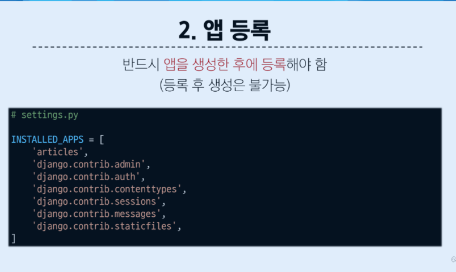 2. 앱 등록
반드시 앱을 생성한 후에 등록해야 함
(등록 후 생성은 불가능)
# settings.py
INSTALLED_APPS = [
    'articles',
    'django.contrib.admin',
    'django.contrib.auth',
    'django.contrib.contenttypes',
    'django.contrib.sessions',
    'django.contrib.messages',
    'django.contrib.staticfiles',
]